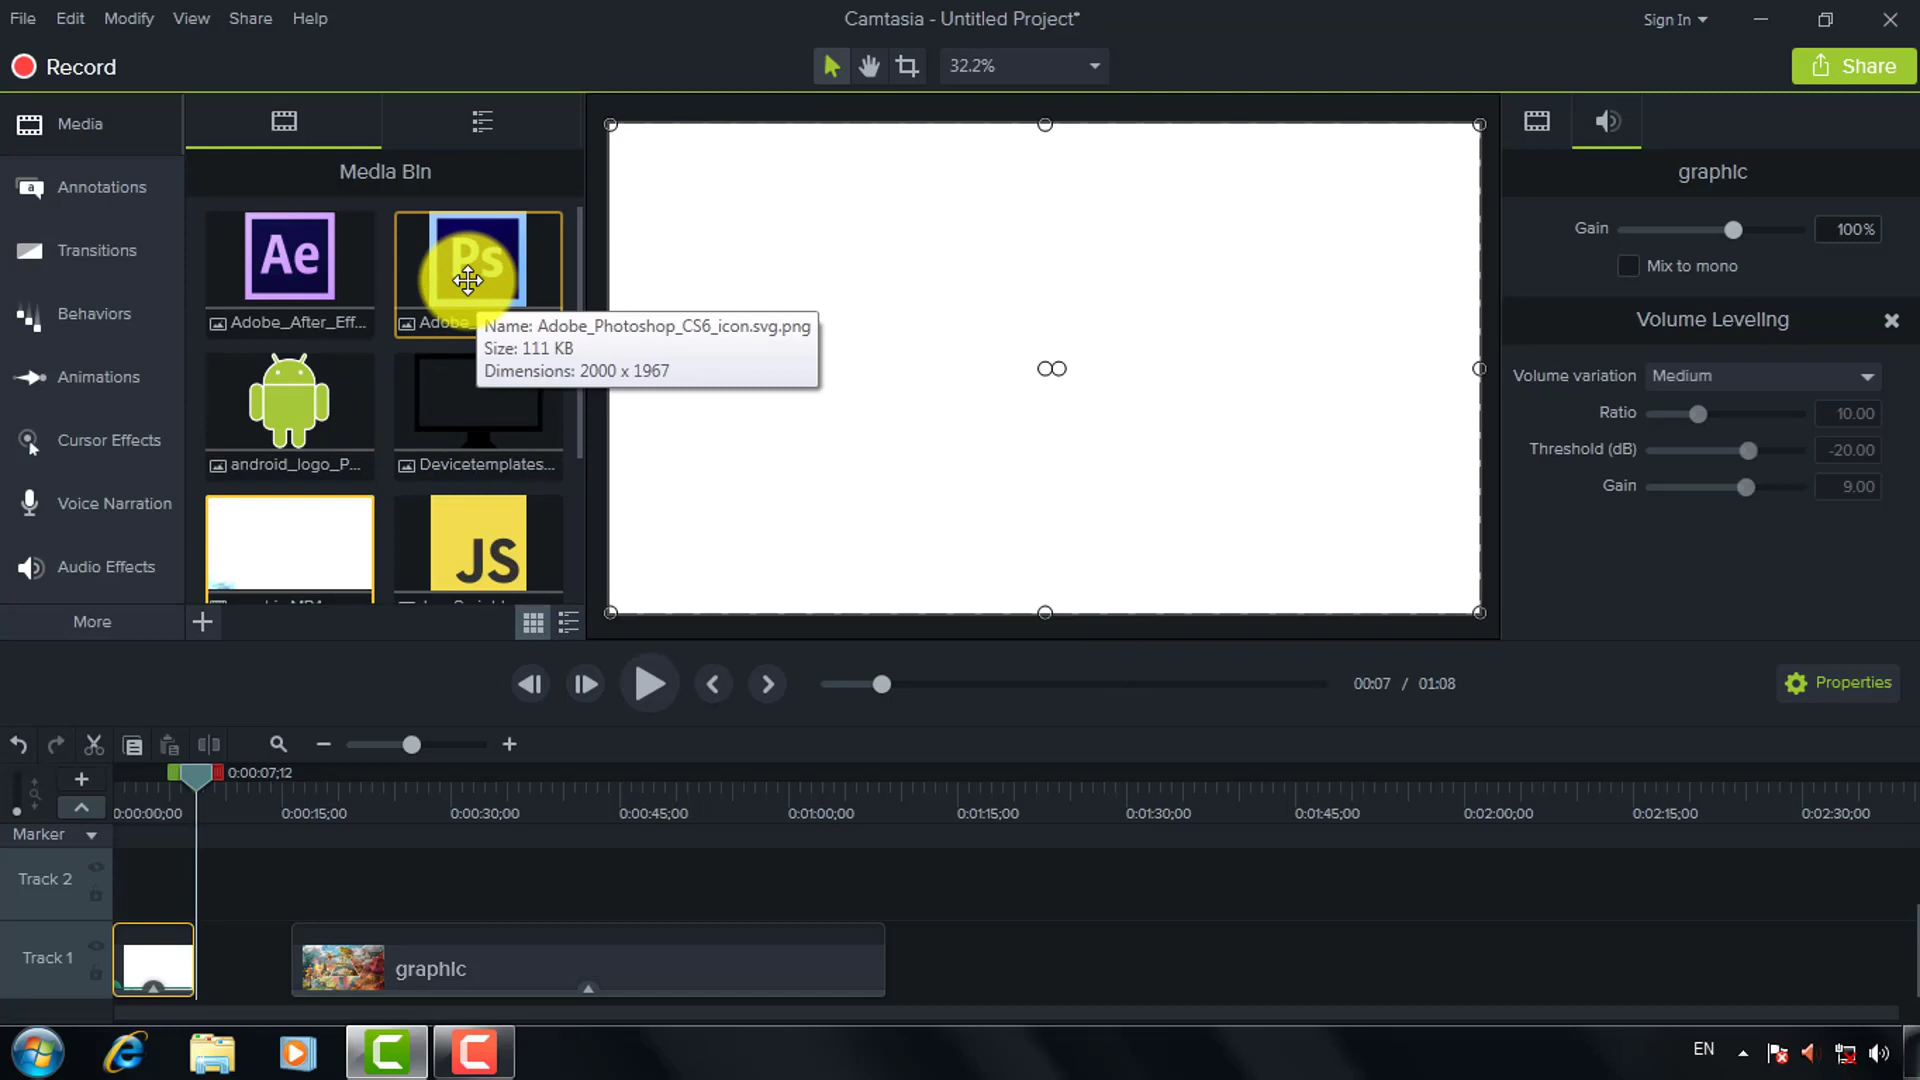 File Edit Modify View Share Help
Camtasia - Untitled Project*
Sign In
Record
32.2%
Share
Media
Annotations
Transitions
Behaviors
Animations
Cursor Effects
Voice Narration
Audio Effects
More
Media Bin
Ae
Ps
Adobe_After_Eff...
Adobe_
Name: Adobe_Photoshop_CS6_icon.svg.png
Size: 111 KB
Dimensions: 2000 x 1967
android_logo_P...
Devicetemplates...
JS
graphic
Gain 100%
Mix to mono
Volume Leveling
Volume variation Medium
Ratio 10.00
Threshold (dB) -20.00
Gain 9.00
00:07 / 01:08
Properties
0:00:07;12
0:00:00;00 0:00:15;00 0:00:30;00 0:00:45;00 0:01:00;00 0:01:15;00 0:01:30;00 0:01:45;00 0:02:00;00 0:02:15;00 0:02:30;00
Marker
Track 2
Track 1
graphic
EN